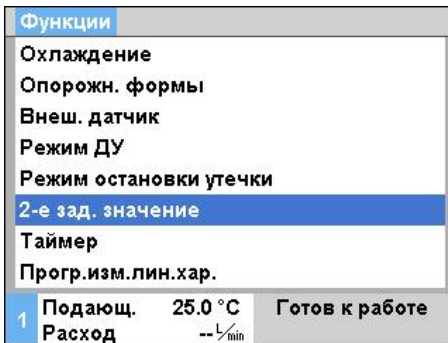 Функции
Охлаждение
Опорожн. формы
Внеш. датчик
Режим ДУ
Режим остановки утечки
2-е зад. значение
Таймер
Прогр.изм.лин.хар.
1 Подающ. 25.0 °C Готов к работе
Расход -- L/min